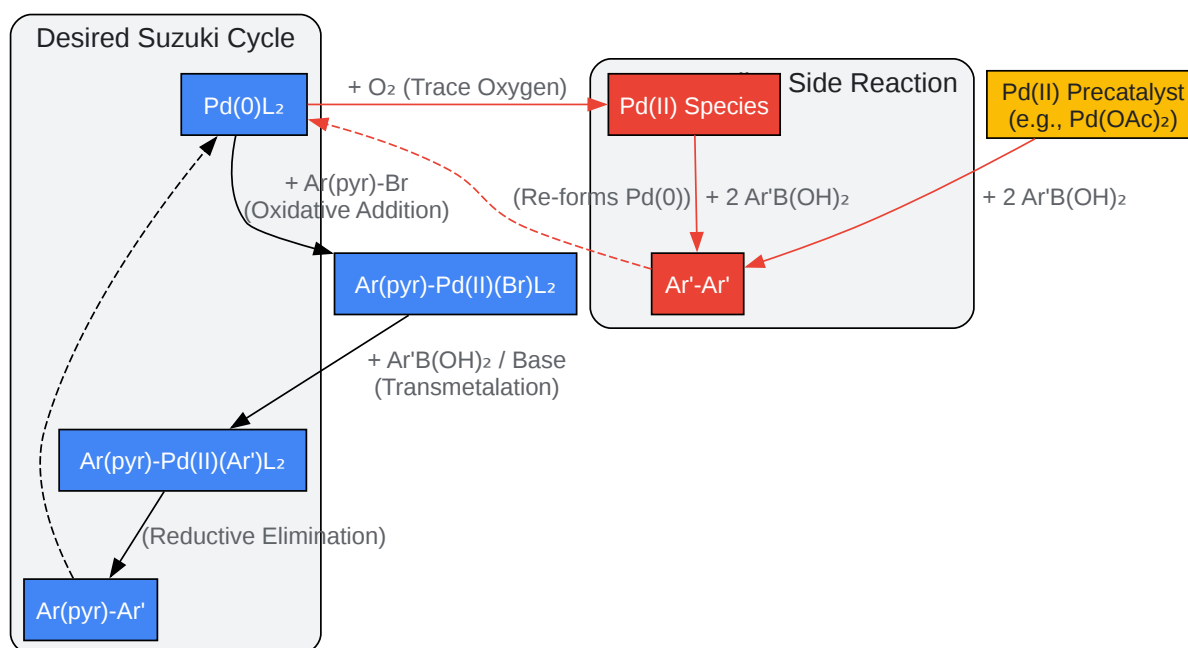 Desired Suzuki Cycle
Pd(0)L₂
+ O₂ (Trace Oxygen)
Side Reaction
Pd(II) Species
Pd(II) Precatalyst
(e.g., Pd(OAc)₂)
+ Ar(pyr)-Br
(Oxidative Addition)
(Re-forms Pd(0))
+ 2 Ar'B(OH)₂
+ 2 Ar'B(OH)₂
Ar(pyr)-Pd(II)(Br)L₂
Ar'-Ar'
+ Ar'B(OH)₂ / Base
(Transmetalation)
Ar(pyr)-Pd(II)(Ar')L₂
(Reductive Elimination)
Ar(pyr)-Ar'